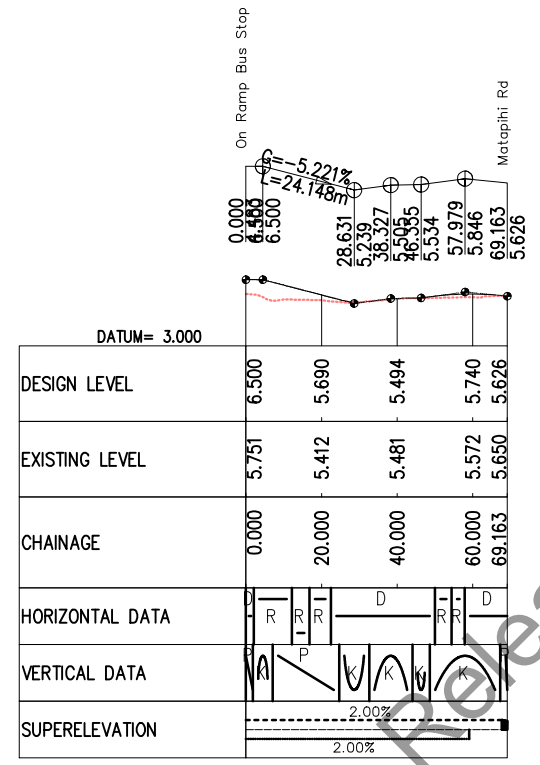 On Ramp Bus Stop
Matapihi Rd
G=-5.221%
L=24.148m
0.000
6.500
6.500
28.631
5.239
38.327
5.505
46.355
5.534
57.979
5.846
69.163
5.626
DATUM= 3.000
DESIGN LEVEL 6.500 5.690 5.494 5.740 5.626
EXISTING LEVEL 5.751 5.412 5.481 5.572 5.650
CHAINAGE 0.000 20.000 40.000 60.000 69.163
HORIZONTAL DATA D R R R D R R D
VERTICAL DATA P K P K K K K P
SUPERELEVATION 2.00%
2.00%
Relea